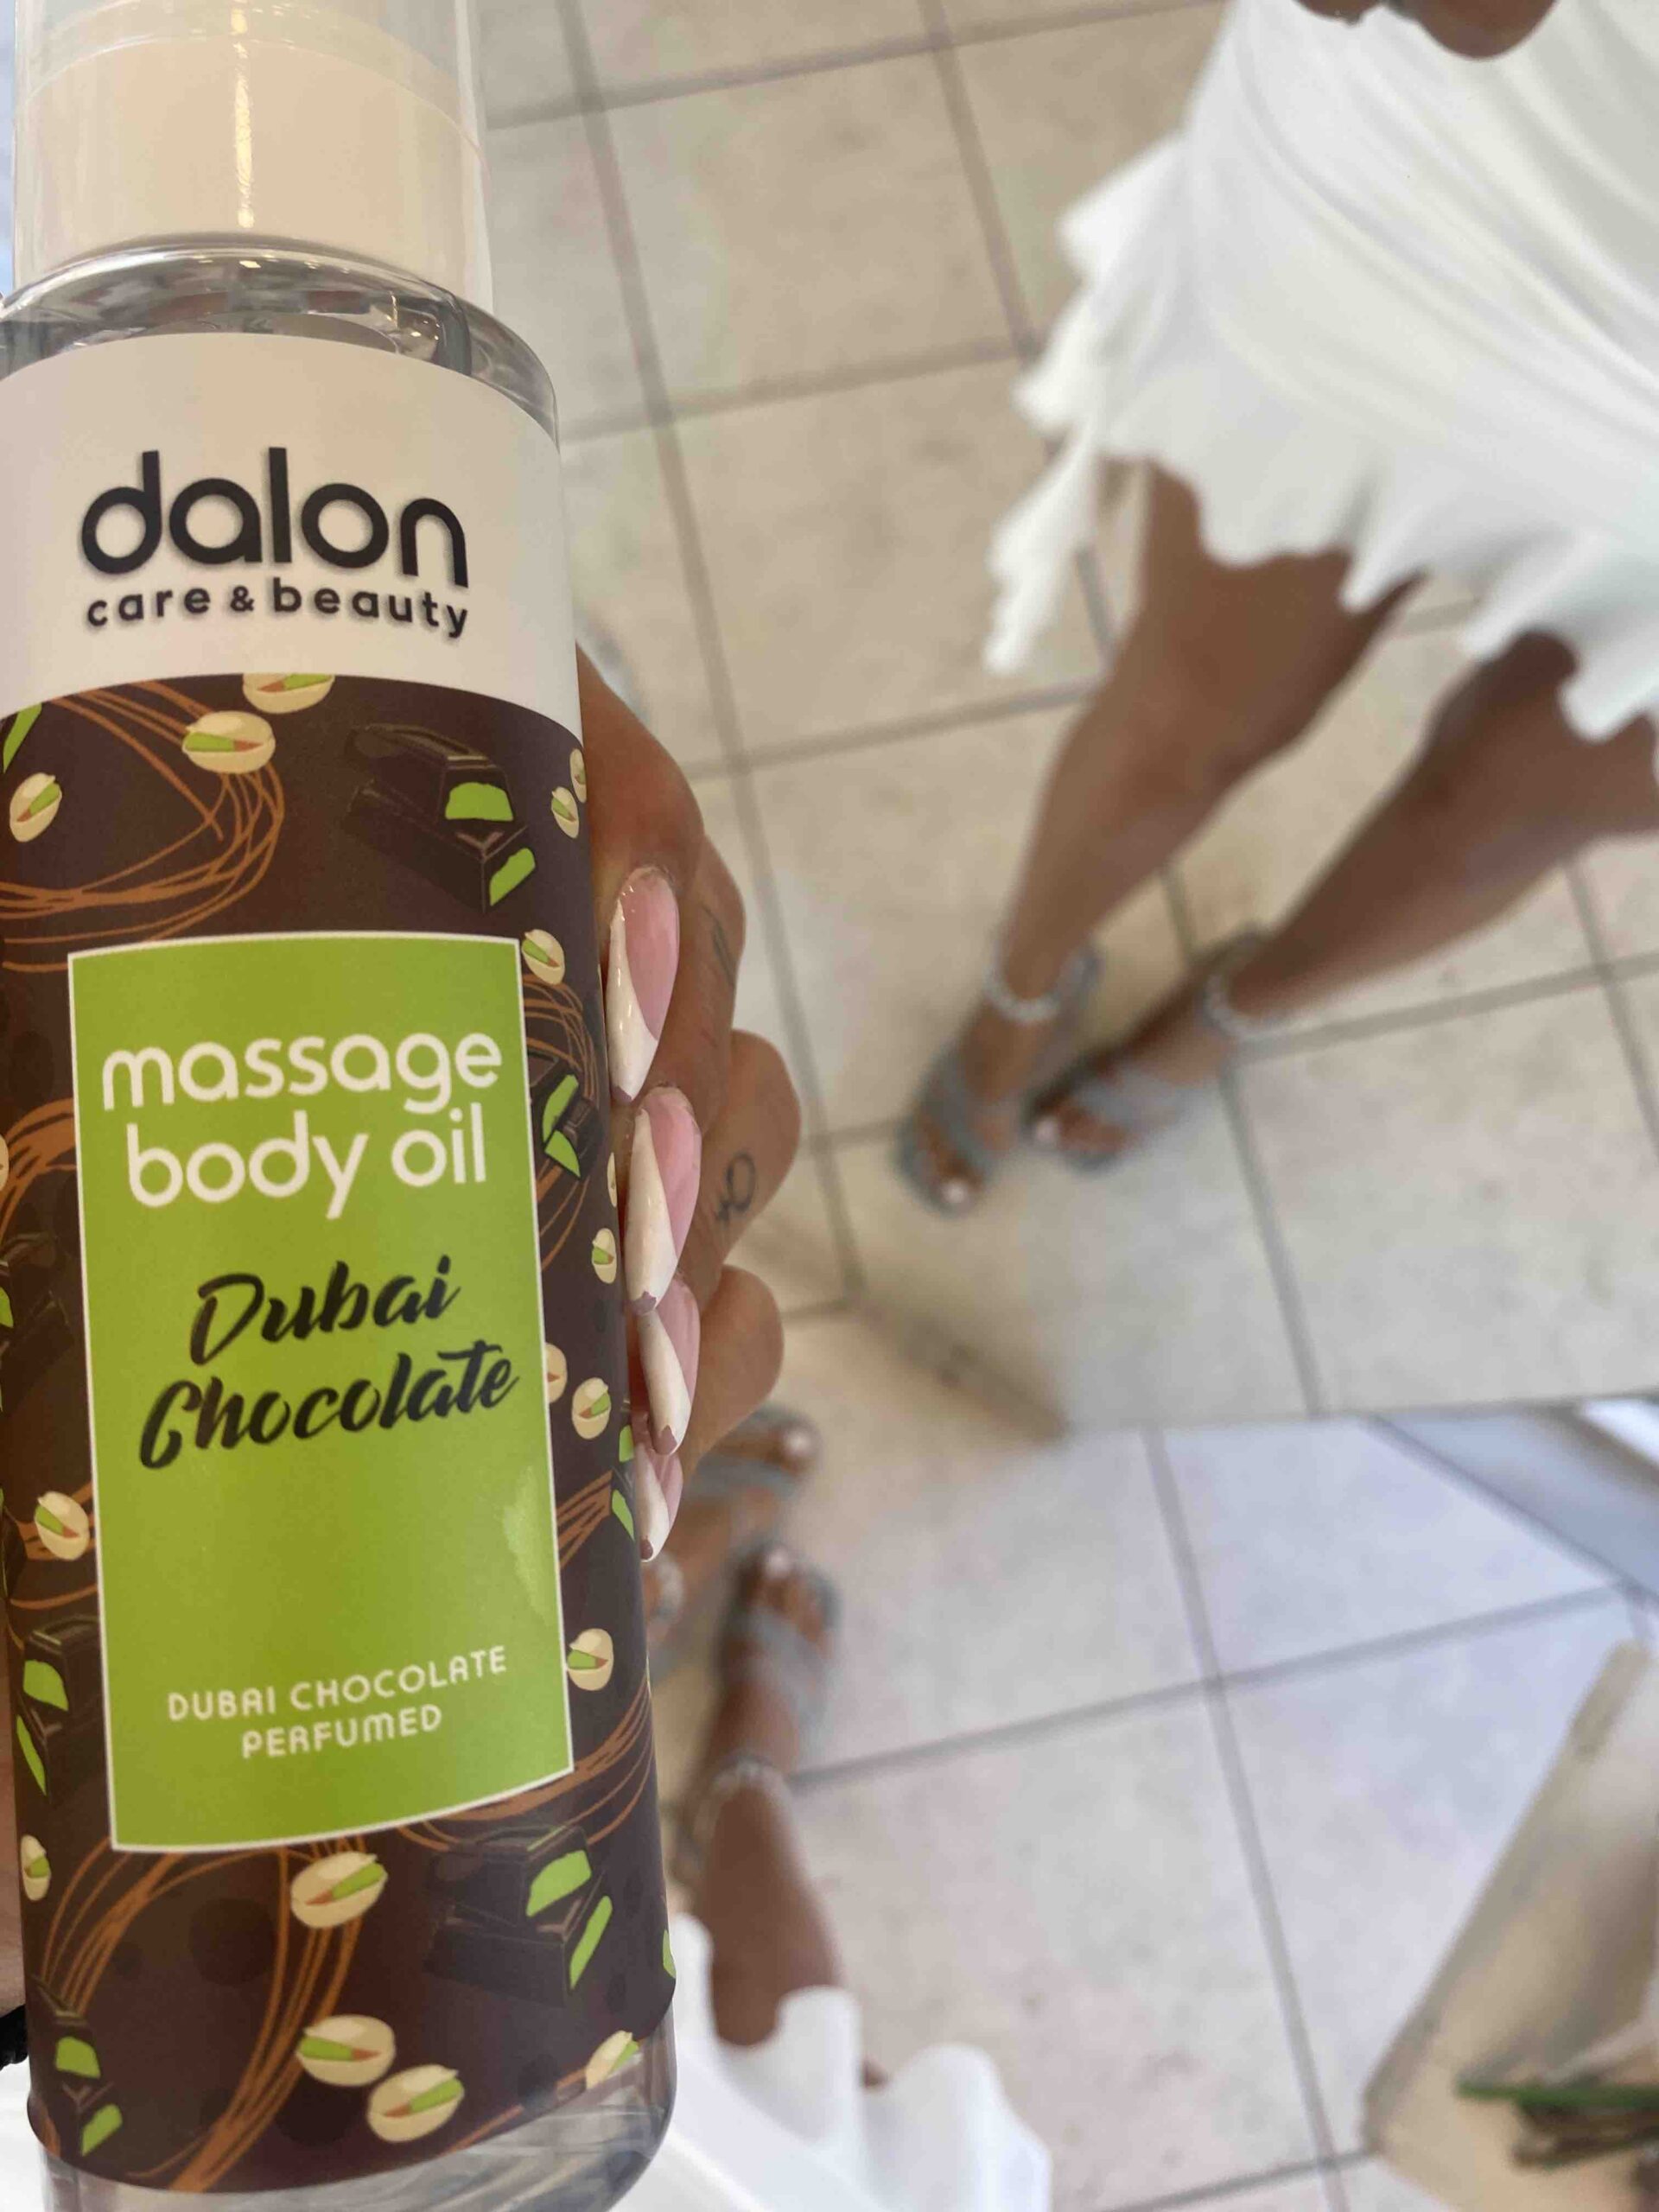 dalon
care & beauty
massage
body oil
Dubai
Chocolate
DUBAI CHOCOLATE
PERFUMED